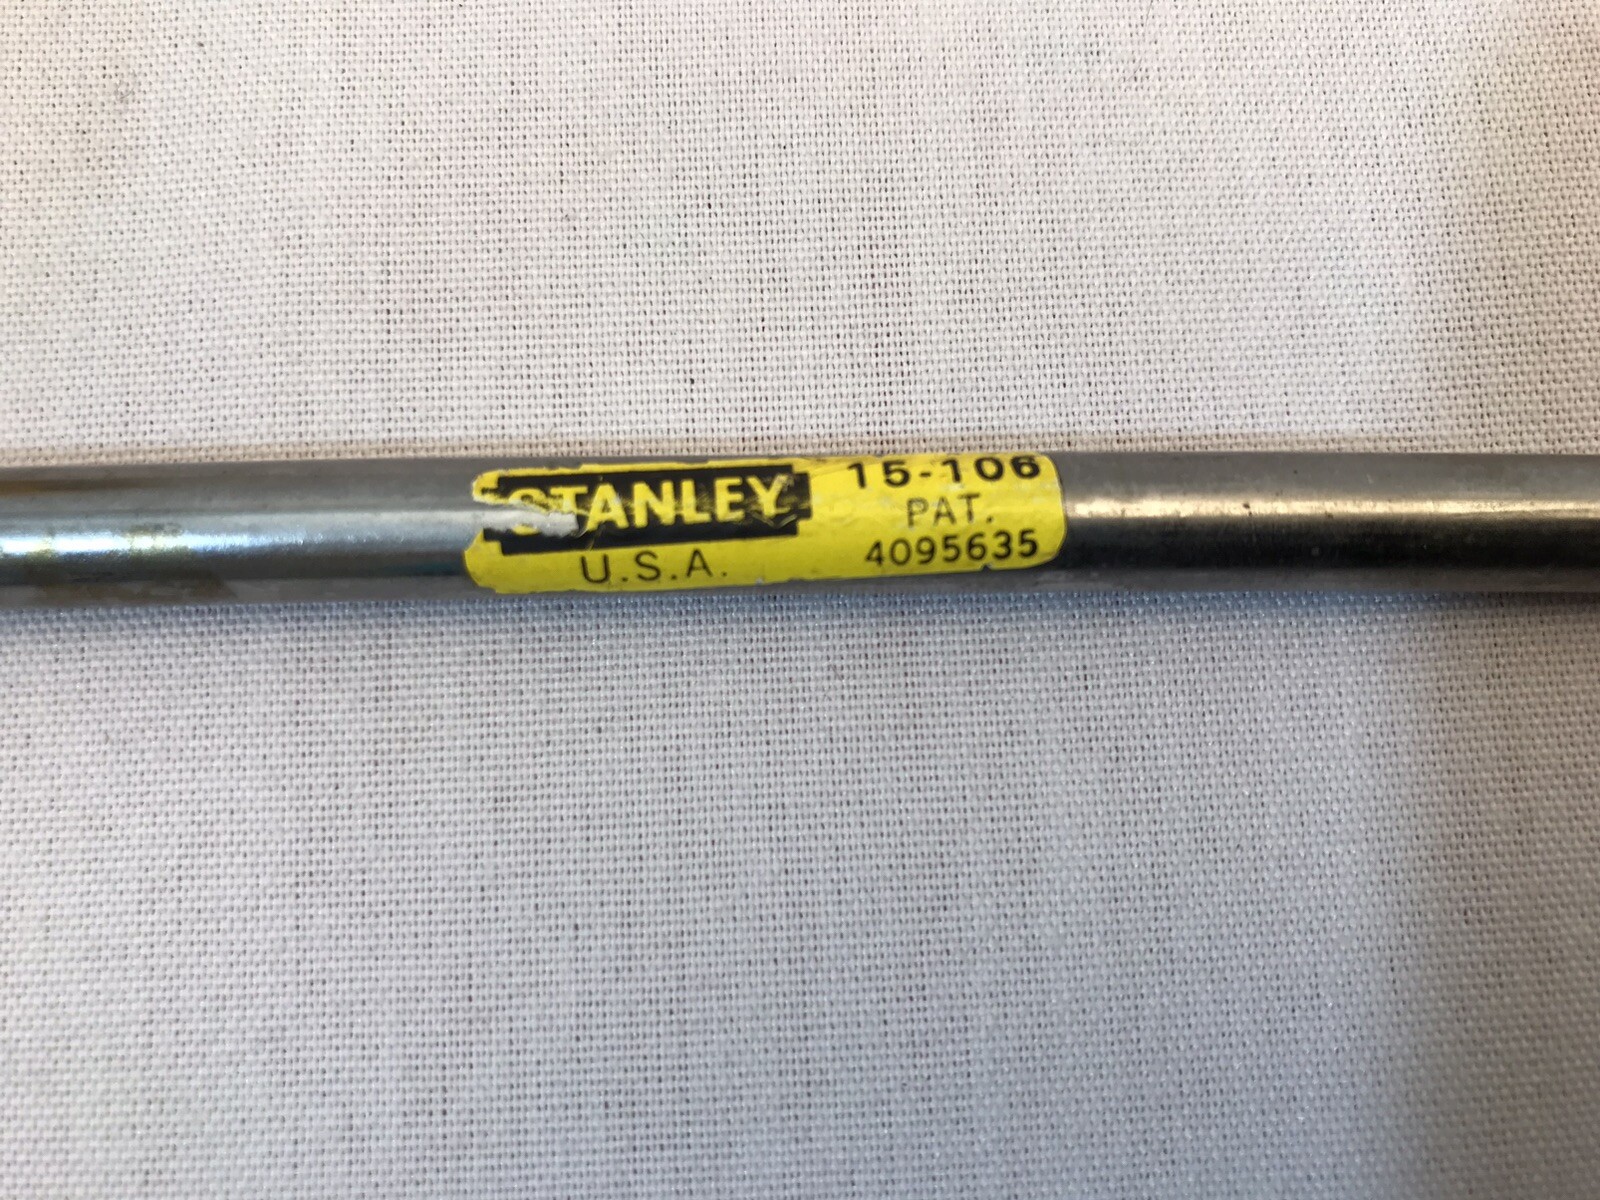 STANLEY
U.S.A.
15-106
PAT.
4095635